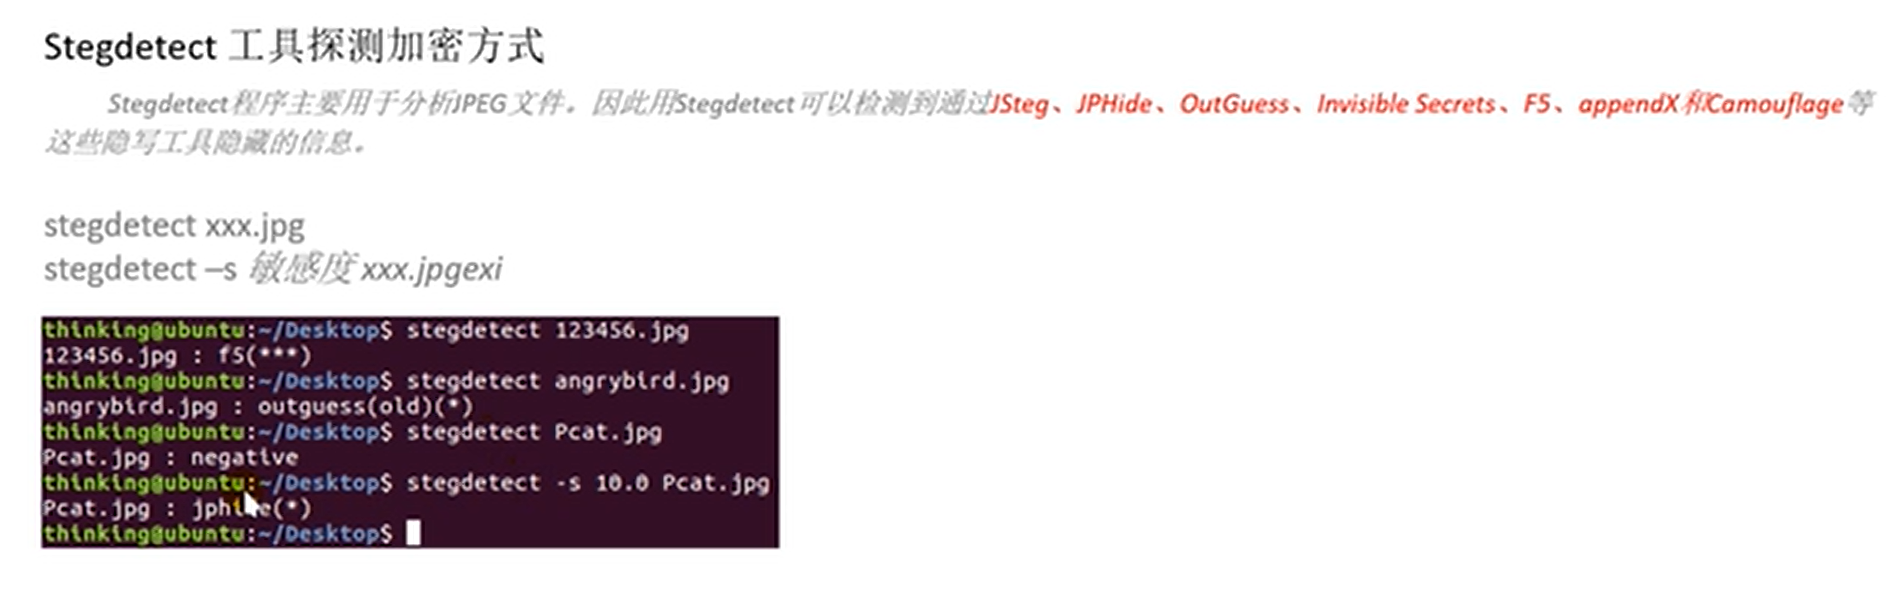 Stegdetect 工具探测加密方式
Stegdetect程序主要用于分析JPEG文件。因此用Stegdetect可以检测到通过JSteg、JPHide、OutGuess、Invisible Secrets、F5、appendX和Camouflage等
这些隐写工具隐藏的信息。
stegdetect xxx.jpg
stegdetect –s 敏感度 xxx.jpgexi
thinking@ubuntu:~/Desktop$ stegdetect 123456.jpg
123456.jpg : f5(***)
thinking@ubuntu:~/Desktop$ stegdetect angrybird.jpg
angrybird.jpg : outguess(old)(*)
thinking@ubuntu:~/Desktop$ stegdetect Pcat.jpg
Pcat.jpg : negative
thinking@ubuntu:~/Desktop$ stegdetect -s 10.0 Pcat.jpg
Pcat.jpg : jphide(*)
thinking@ubuntu:~/Desktop$